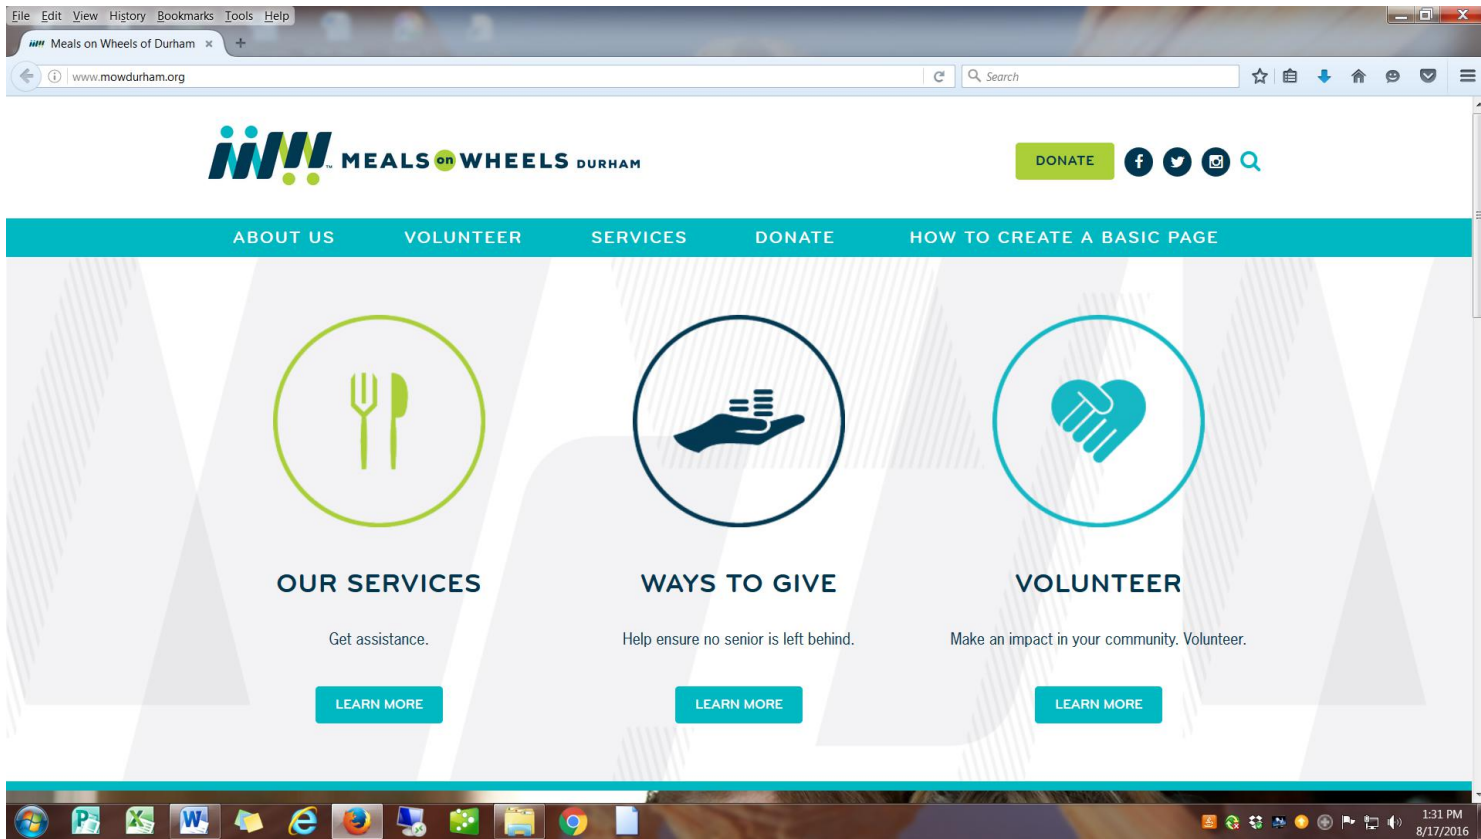 File Edit View History Bookmarks Tools Help
Meals on Wheels of Durham × +
www.mowdurham.org Search
MEALS on WHEELS DURHAM
DONATE
ABOUT US VOLUNTEER SERVICES DONATE HOW TO CREATE A BASIC PAGE
OUR SERVICES WAYS TO GIVE VOLUNTEER
Get assistance. Help ensure no senior is left behind. Make an impact in your community. Volunteer.
LEARN MORE LEARN MORE LEARN MORE
1:31 PM
8/17/2016